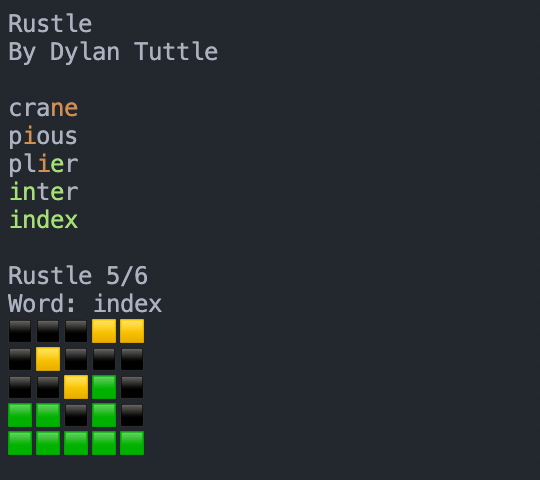 Rustle
By Dylan Tuttle
crane
pious
plier
inter
index
Rustle 5/6
Word: index